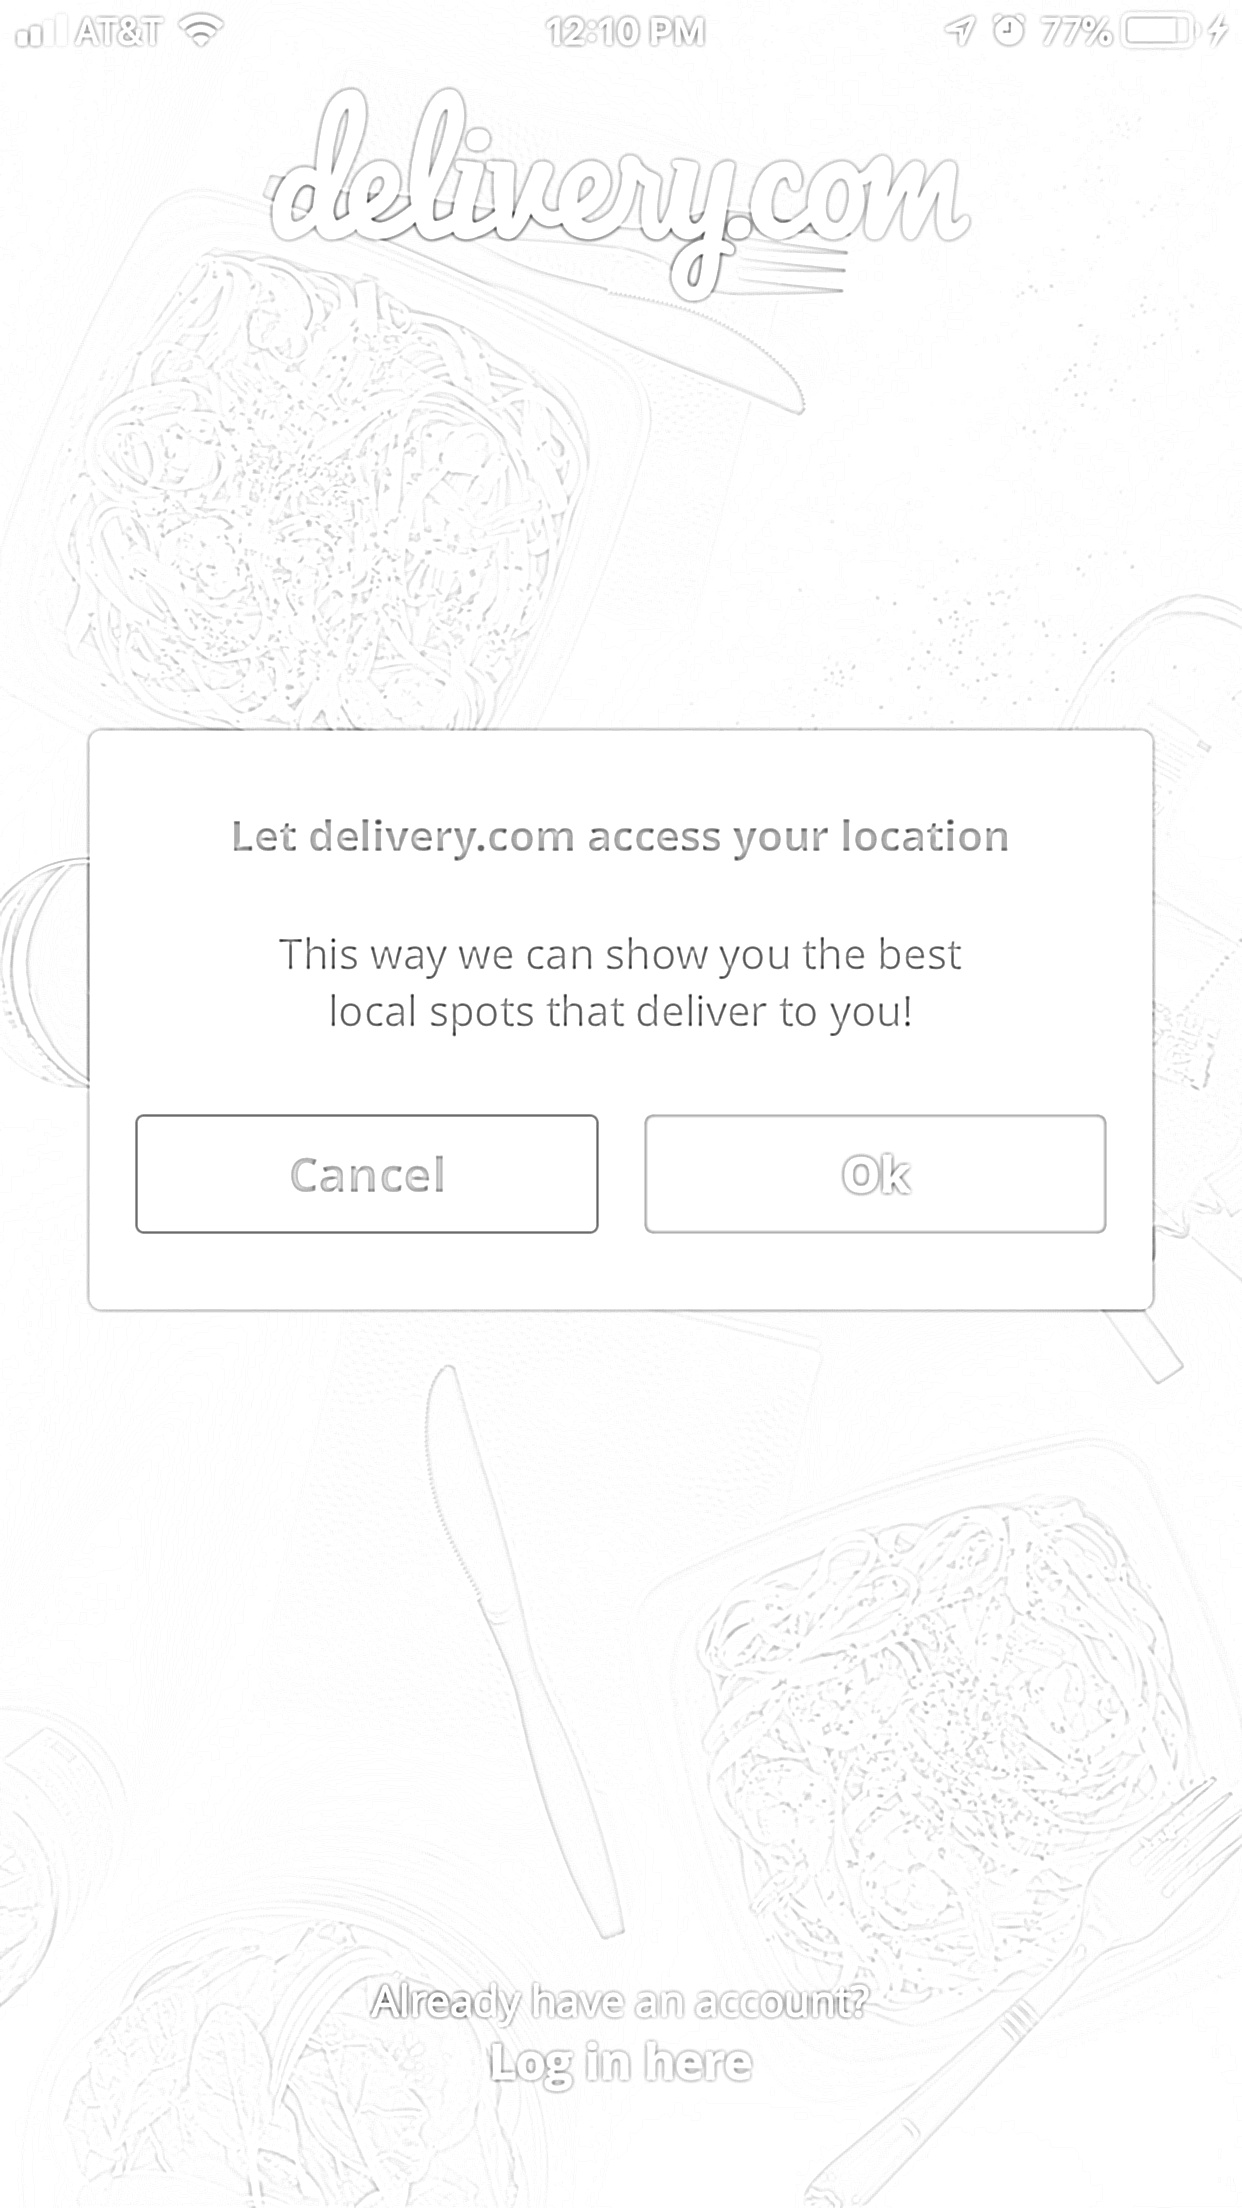 AT&T 12:10 PM 77%
delivery.com
Let delivery.com access your location
This way we can show you the best
local spots that deliver to you!
Cancel Ok
Already have an account?
Log in here